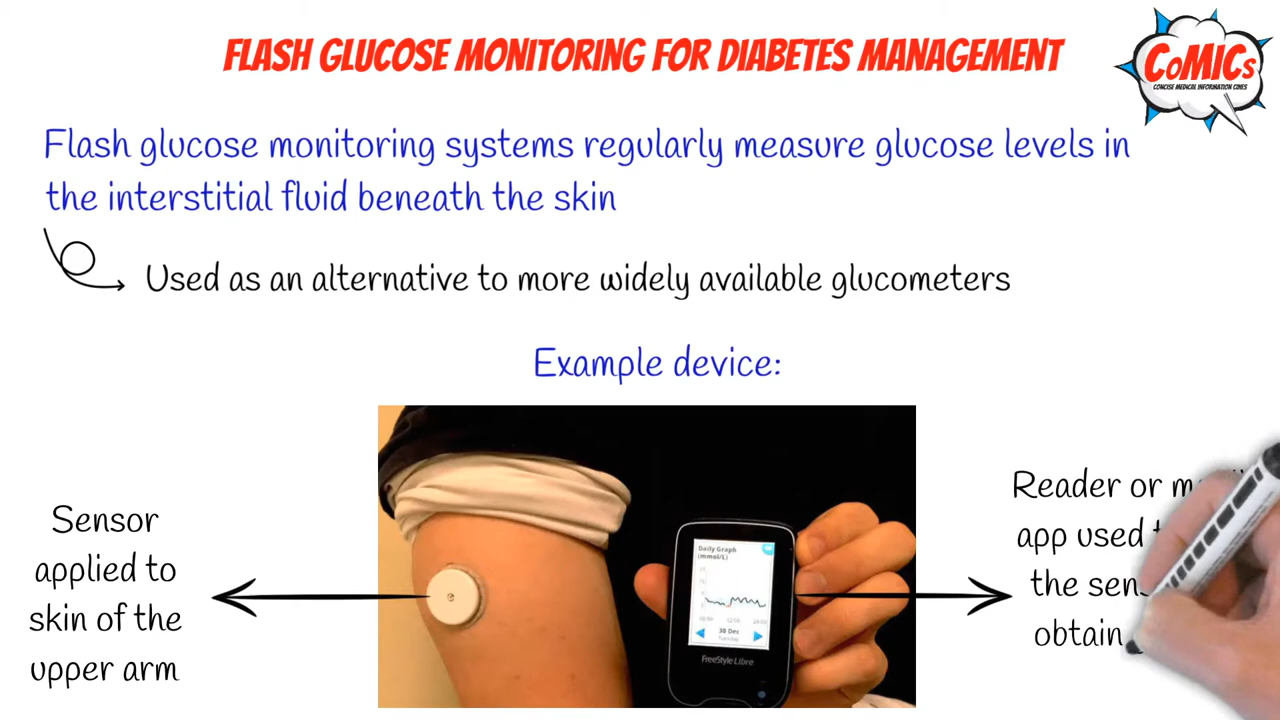 FLASH GLUCOSE MONITORING FOR DIABETES MANAGEMENT
CoMICs
CONCISE MEDICAL INFORMATION CINES
Flash glucose monitoring systems regularly measure glucose levels in
the interstitial fluid beneath the skin
Used as an alternative to more widely available glucometers
Example device:
Sensor
applied to
skin of the
upper arm
Daily Graph
(mmol/L)
30 Dec
Tuesday
FreeStyle Libre
Reader or
app used
the
obtain